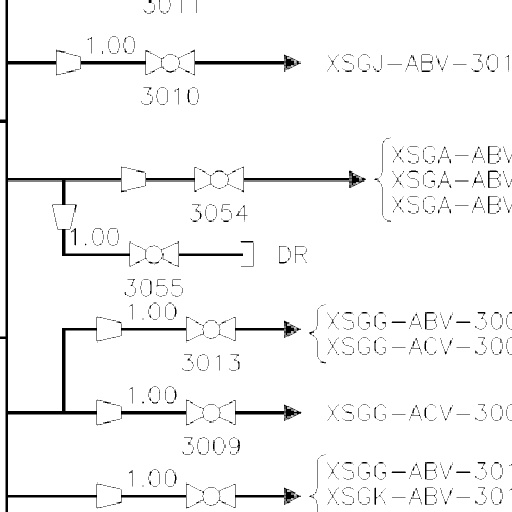 3011
1.00
XSGJ-ABV-301
3010
XSGA-ABV
XSGA-ABV
XSGA-ABV
3054
1.00
DR
3055
1.00
XSGG-ABV-300
XSGG-ACV-300
3013
1.00
XSGG-ACV-300
3009
XSGG-ABV-301
1.00
XSGK-ABV-301